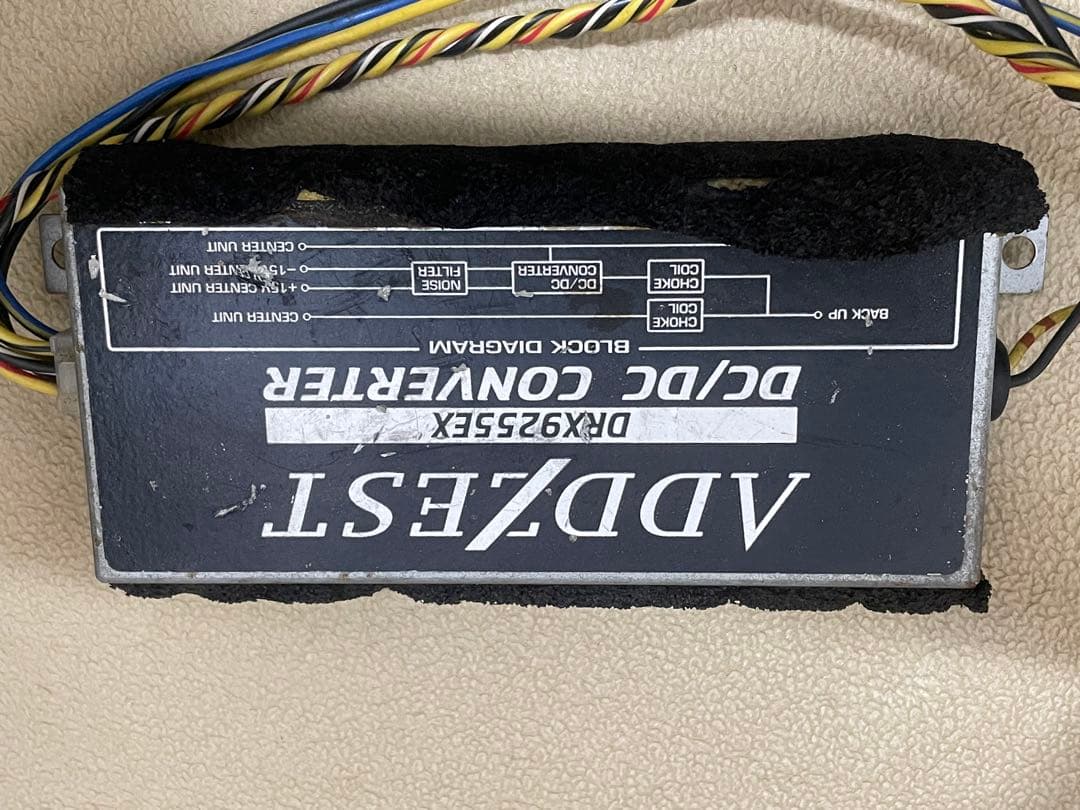 ADDZEST
DRX9255EX
DC/DC CONVERTER
BLOCK DIAGRAM
BACK UP
CHOKE
COIL
CENTER UNIT
CHOKE
COIL
DC/DC
CONVERTER
NOISE
FILTER
+15V CENTER UNIT
−15V CENTER UNIT
CENTER UNIT